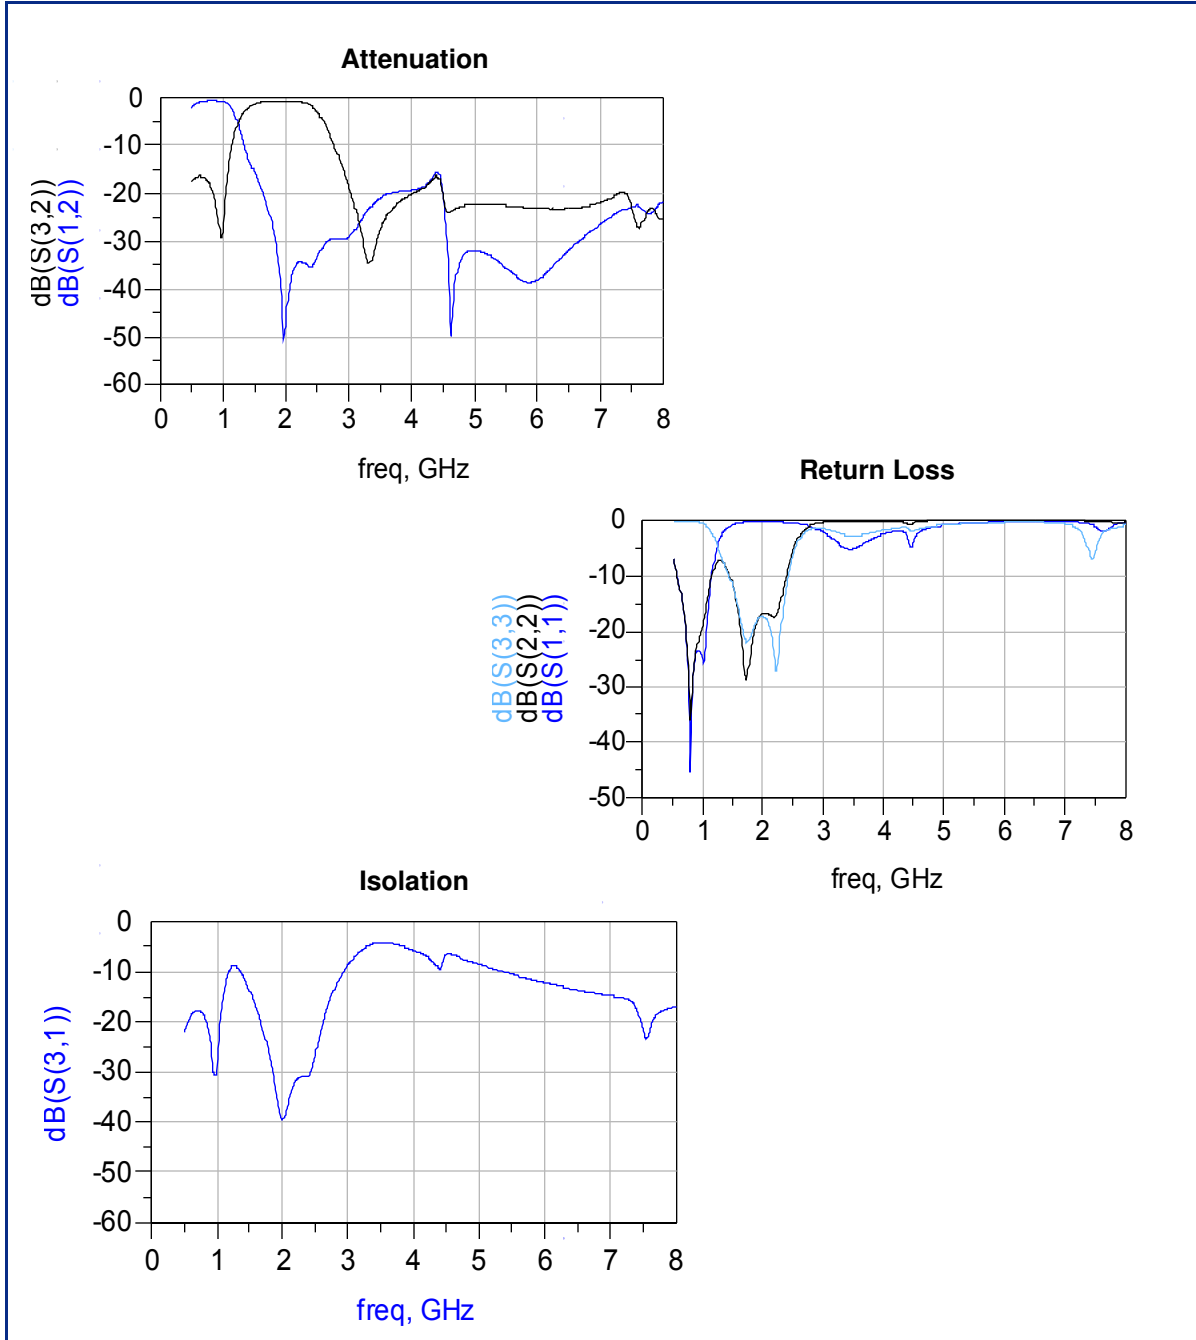 Attenuation
dB(S(3,2))
dB(S(1,2))
0
-10
-20
-30
-40
-50
-60
0 1 2 3 4 5 6 7 8
freq, GHz
Return Loss
dB(S(3,3))
dB(S(2,2))
dB(S(1,1))
0
-10
-20
-30
-40
-50
0 1 2 3 4 5 6 7 8
freq, GHz
Isolation
dB(S(3,1))
0
-10
-20
-30
-40
-50
-60
0 1 2 3 4 5 6 7 8
freq, GHz